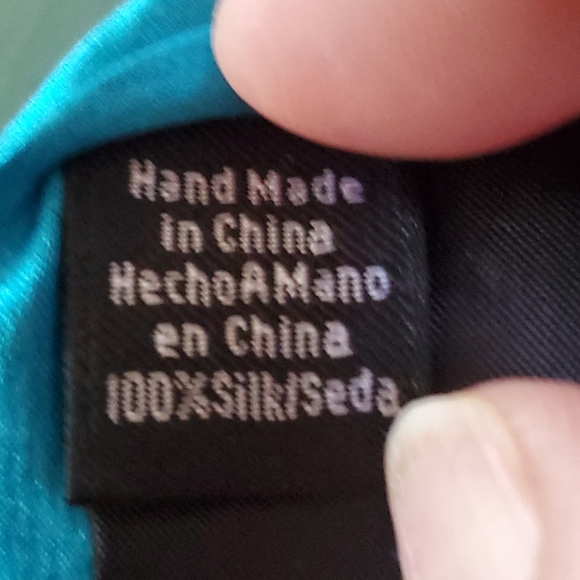 Hand Made
in China
HechoAMano
en China
100%Silk/Seda